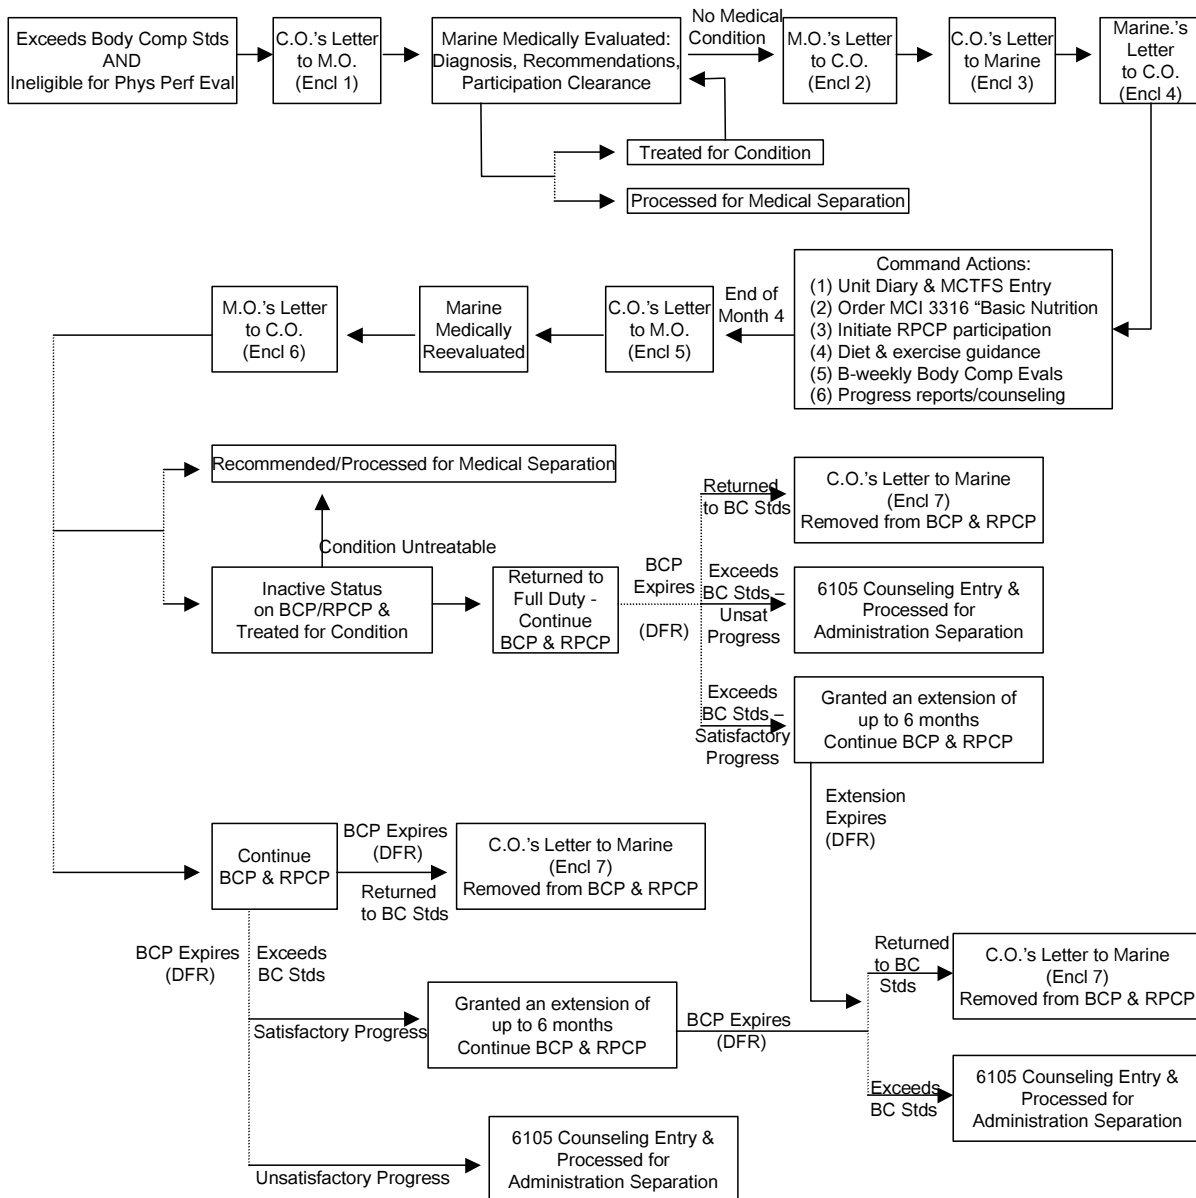 Exceeds Body Comp Stds
AND
Ineligible for Phys Perf Eval
C.O.'s Letter
to M.O.
(Encl 1)
Marine Medically Evaluated:
Diagnosis, Recommendations,
Participation Clearance
No Medical
Condition
M.O.'s Letter
to C.O.
(Encl 2)
C.O.'s Letter
to Marine
(Encl 3)
Marine.'s
Letter
to C.O.
(Encl 4)
Treated for Condition
Processed for Medical Separation
Command Actions:
(1) Unit Diary & MCTFS Entry
(2) Order MCI 3316 “Basic Nutrition
(3) Initiate RPCP participation
(4) Diet & exercise guidance
(5) B-weekly Body Comp Evals
(6) Progress reports/counseling
End of
Month 4
C.O.'s Letter
to M.O.
(Encl 5)
Marine
Medically
Reevaluated
M.O.'s Letter
to C.O.
(Encl 6)
Recommended/Processed for Medical Separation
Condition Untreatable
Inactive Status
on BCP/RPCP &
Treated for Condition
Returned to
Full Duty -
Continue
BCP & RPCP
BCP
Expires
(DFR)
Returned
to BC Stds
C.O.'s Letter to Marine
(Encl 7)
Removed from BCP & RPCP
Exceeds
BC Stds –
Unsat
Progress
6105 Counseling Entry &
Processed for
Administration Separation
Exceeds
BC Stds –
Satisfactory
Progress
Granted an extension of
up to 6 months
Continue BCP & RPCP
Extension
Expires
(DFR)
Continue
BCP & RPCP
BCP Expires
(DFR)
Returned
to BC Stds
C.O.'s Letter to Marine
(Encl 7)
Removed from BCP & RPCP
BCP Expires
(DFR)
Exceeds
BC Stds
Satisfactory Progress
Granted an extension of
up to 6 months
Continue BCP & RPCP
BCP Expires
(DFR)
Returned
to BC
Stds
C.O.'s Letter to Marine
(Encl 7)
Removed from BCP & RPCP
Exceeds
BC Stds
6105 Counseling Entry &
Processed for
Administration Separation
Unsatisfactory Progress
6105 Counseling Entry &
Processed for
Administration Separation